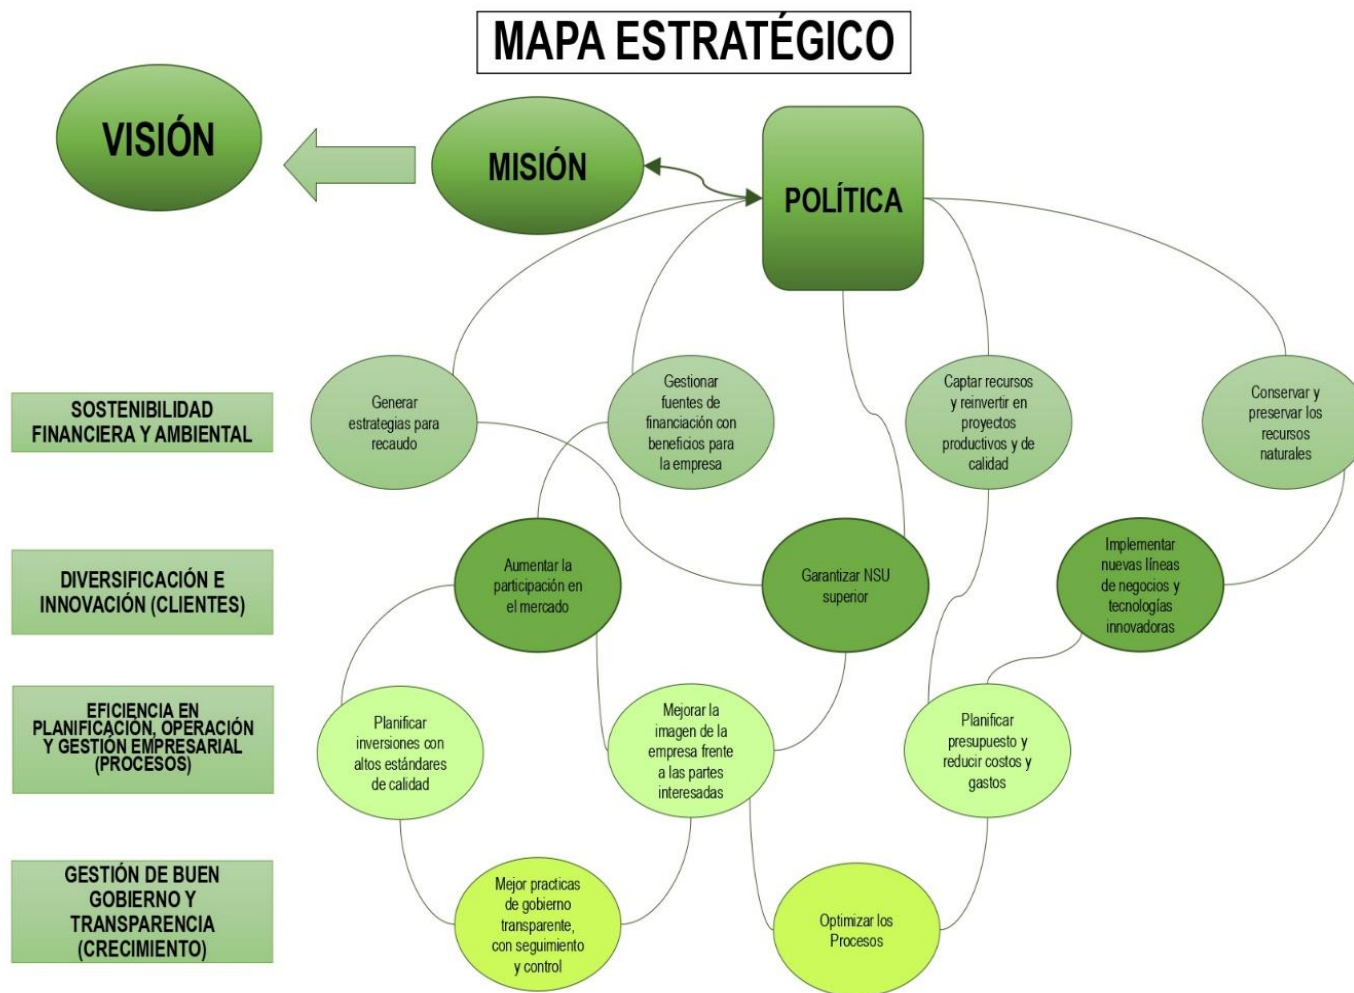 MAPA ESTRATÉGICO
VISIÓN
MISIÓN
POLÍTICA
SOSTENIBILIDAD
FINANCIERA Y AMBIENTAL
Generar
estrategias para
recaudo
Gestionar
fuentes de
financiación con
beneficios para
la empresa
Captar recursos
y reinvertir en
proyectos
productivos y de
calidad
Conservar y
preservar los
recursos
naturales
DIVERSIFICACIÓN E
INNOVACIÓN (CLIENTES)
Aumentar la
participación en
el mercado
Garantizar NSU
superior
Implementar
nuevas líneas
de negocios y
tecnologías
innovadoras
EFICIENCIA EN
PLANIFICACIÓN, OPERACIÓN
Y GESTIÓN EMPRESARIAL
(PROCESOS)
Planificar
inversiones con
altos estándares
de calidad
Mejorar la
imagen de la
empresa frente
a las partes
interesadas
Planificar
presupuesto y
reducir costos y
gastos
GESTIÓN DE BUEN
GOBIERNO Y
TRANSPARENCIA
(CRECIMIENTO)
Mejor practicas
de gobierno
transparente,
con seguimiento
y control
Optimizar los
Procesos